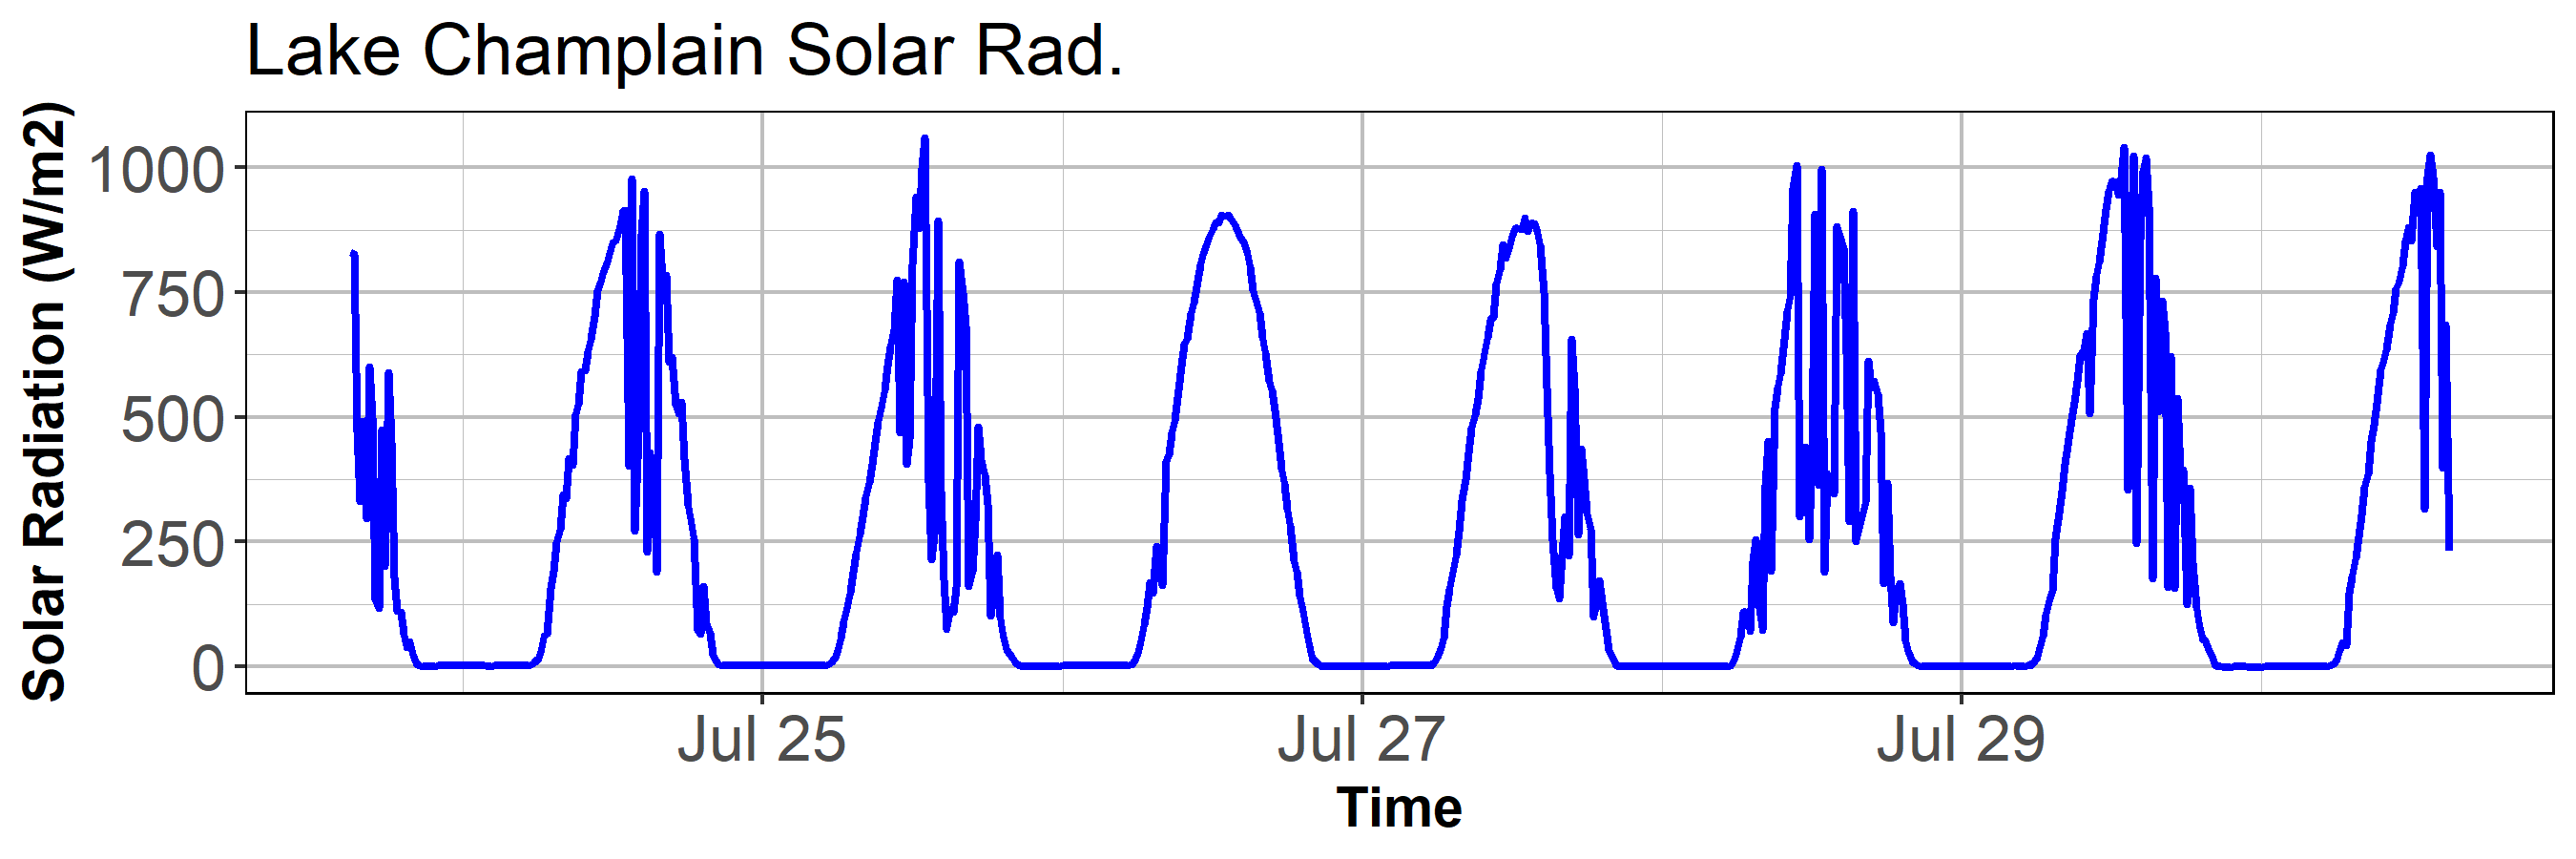 Lake Champlain Solar Rad.
Solar Radiation (W/m2)
1000
750
500
250
0
Jul 25 Jul 27 Jul 29
Time